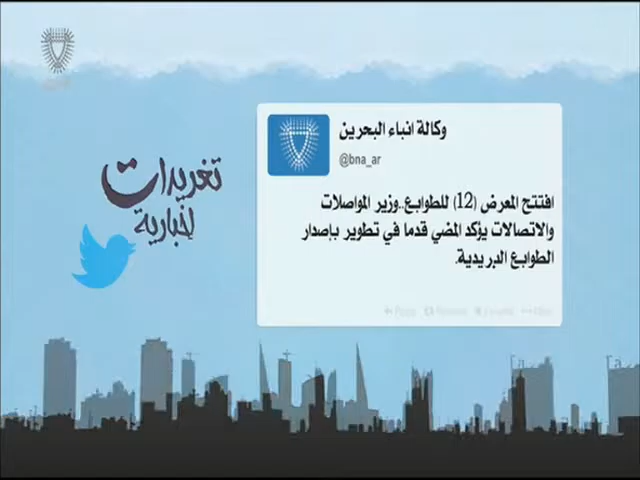 وكالة انباء البحرين
@bna_ar
تغريدات
إخبارية
افتتح المعرض (12) للطوابع..وزير المواصلات
والاتصالات يؤكد المضي قدما في تطوير بإصدار
الطوابع البريدية.